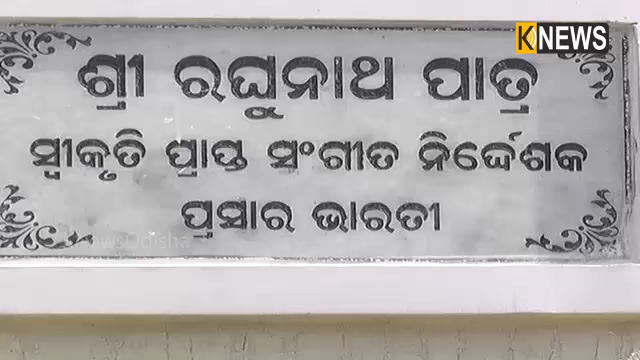 KNEWS
ଶ୍ରୀ ରଘୁନାଥ ପାତ୍ର
ସ୍ୱୀକୃତି ପ୍ରାପ୍ତ ସଂଗୀତ ନିର୍ଦ୍ଦେଶକ
ପ୍ରସାର ଭାରତୀ